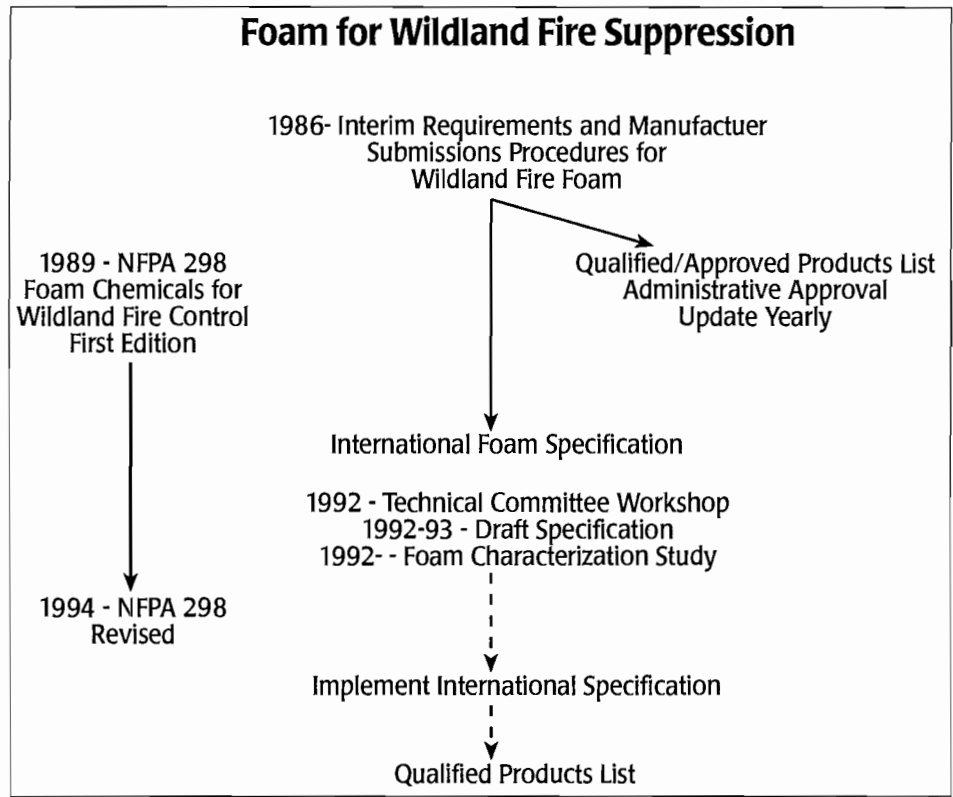 Foam for Wildland Fire Suppression
1986- Interim Requirements and Manufactuer
Submissions Procedures for
Wildland Fire Foam
1989 - NFPA 298
Foam Chemicals for
Wildland Fire Control
First Edition
Qualified/Approved Products List
Administrative Approval
Update Yearly
International Foam Specification
1992 - Technical Committee Workshop
1992-93 - Draft Specification
1992- - Foam Characterization Study
1994 - NFPA 298
Revised
Implement International Specification
Qualified Products List